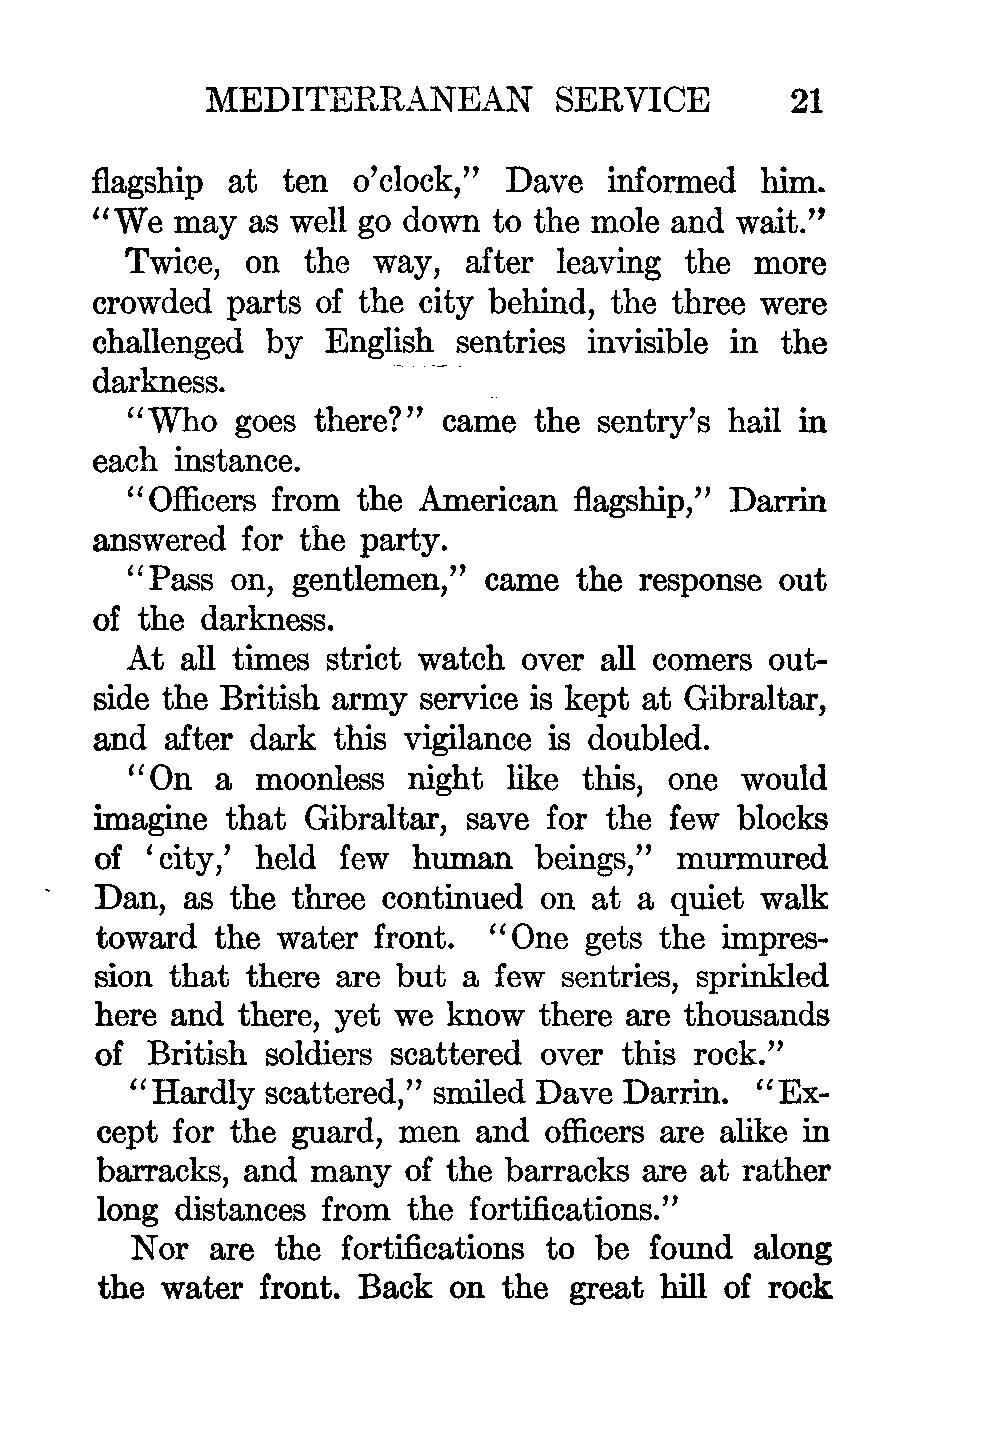 MEDITERRANEAN SERVICE 21
flagship at ten o'clock," Dave informed him.
"We may as well go down to the mole and wait."
Twice, on the way, after leaving the more
crowded parts of the city behind, the three were
challenged by English sentries invisible in the
darkness.
"Who goes there?" came the sentry's hail in
each instance.
"Officers from the American flagship," Darrin
answered for the party.
"Pass on, gentlemen," came the response out
of the darkness.
At all times strict watch over all comers out-
side the British army service is kept at Gibraltar,
and after dark this vigilance is doubled.
"On a moonless night like this, one would
imagine that Gibraltar, save for the few blocks
of 'city,' held few human beings," murmured
Dan, as the three continued on at a quiet walk
toward the water front. "One gets the impres-
sion that there are but a few sentries, sprinkled
here and there, yet we know there are thousands
of British soldiers scattered over this rock."
"Hardly scattered," smiled Dave Darrin. "Ex-
cept for the guard, men and officers are alike in
barracks, and many of the barracks are at rather
long distances from the fortifications."
Nor are the fortifications to be found along
the water front. Back on the great hill of rock